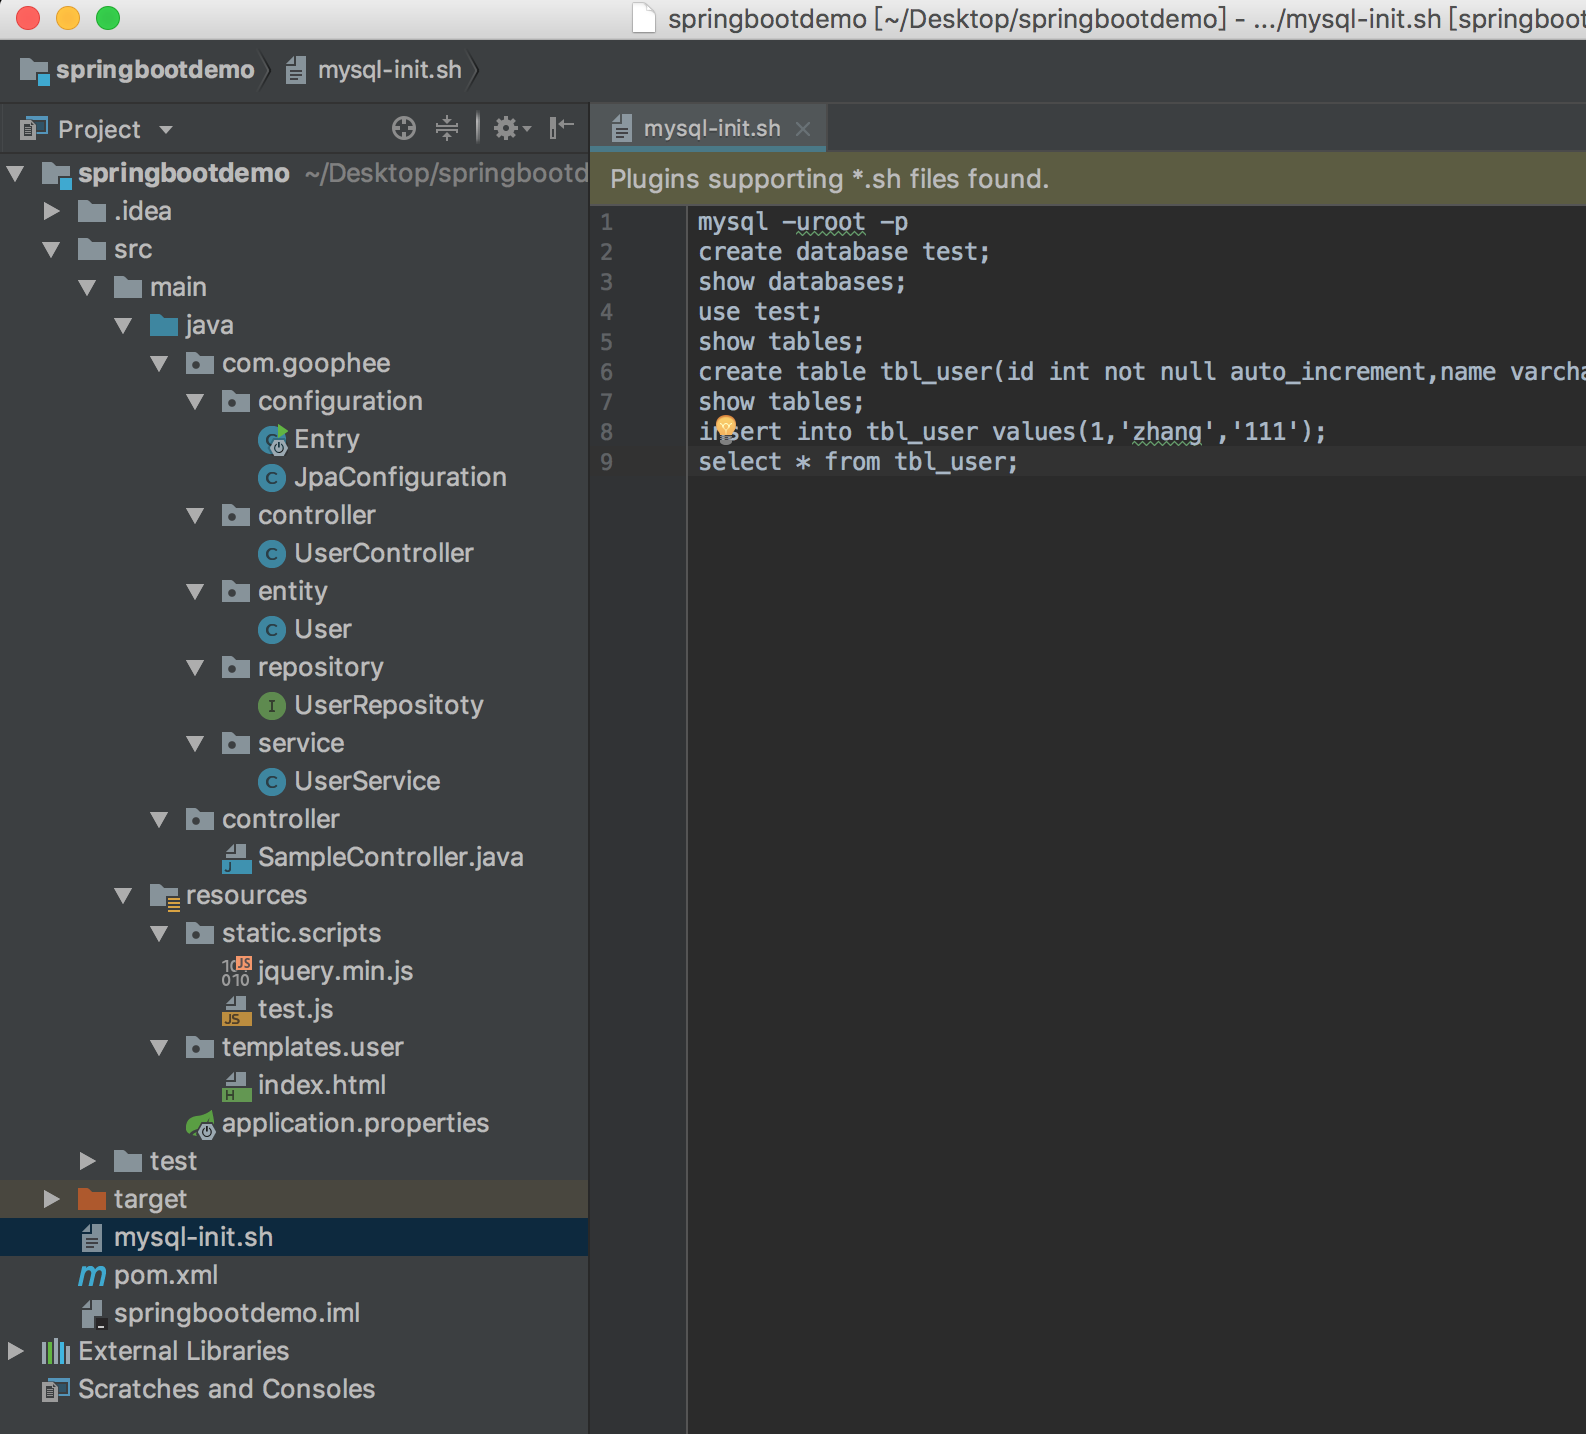 springbootdemo [~/Desktop/springbootdemo] - .../mysql-init.sh [springboot
springbootdemo
mysql-init.sh
Project
mysql-init.sh
springbootdemo ~/Desktop/springbootd
Plugins supporting *.sh files found.
.idea
src
main
java
com.goophee
configuration
Entry
JpaConfiguration
controller
UserController
entity
User
repository
UserRepositoty
service
UserService
controller
SampleController.java
resources
static.scripts
jquery.min.js
test.js
templates.user
index.html
application.properties
test
target
mysql-init.sh
pom.xml
springbootdemo.iml
External Libraries
Scratches and Consoles
1 mysql -uroot -p
2 create database test;
3 show databases;
4 use test;
5 show tables;
6 create table tbl_user(id int not null auto_increment,name varcha
7 show tables;
8 insert into tbl_user values(1,'zhang','111');
9 select * from tbl_user;